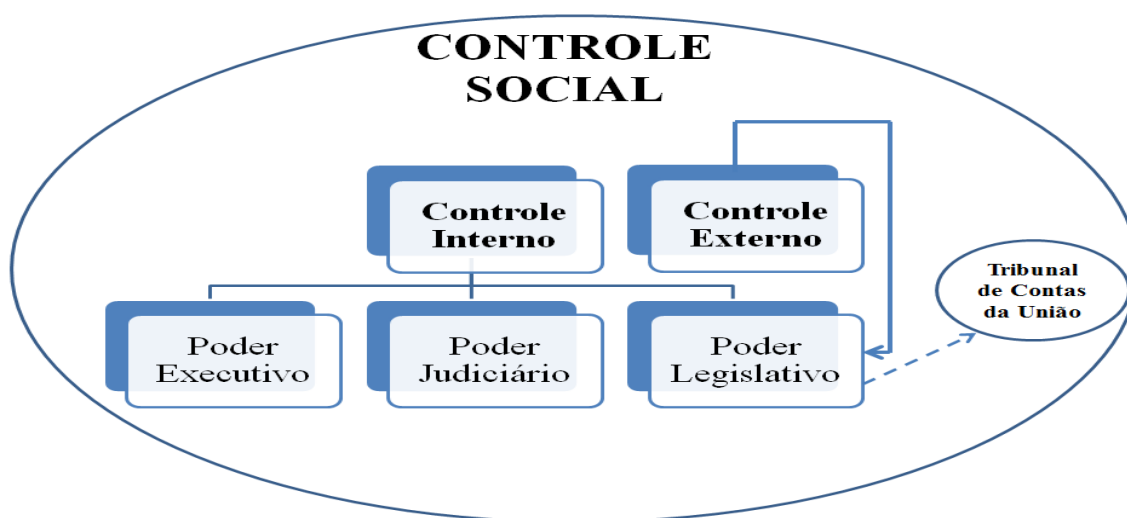 CONTROLE
SOCIAL
Controle
Interno
Controle
Externo
Tribunal
de Contas
da União
Poder
Executivo
Poder
Judiciário
Poder
Legislativo